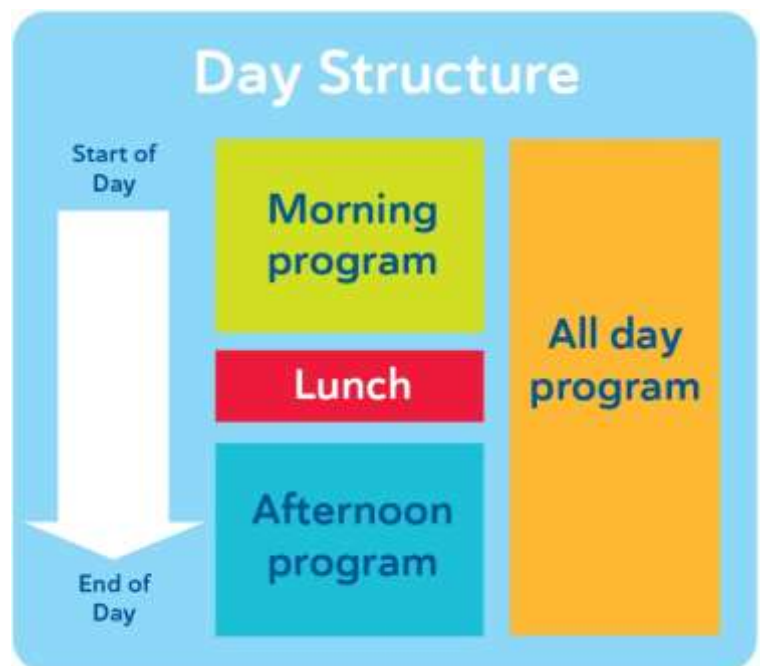 Day Structure
Start of
Day
Morning
program
Lunch
All day
program
Afternoon
program
End of
Day